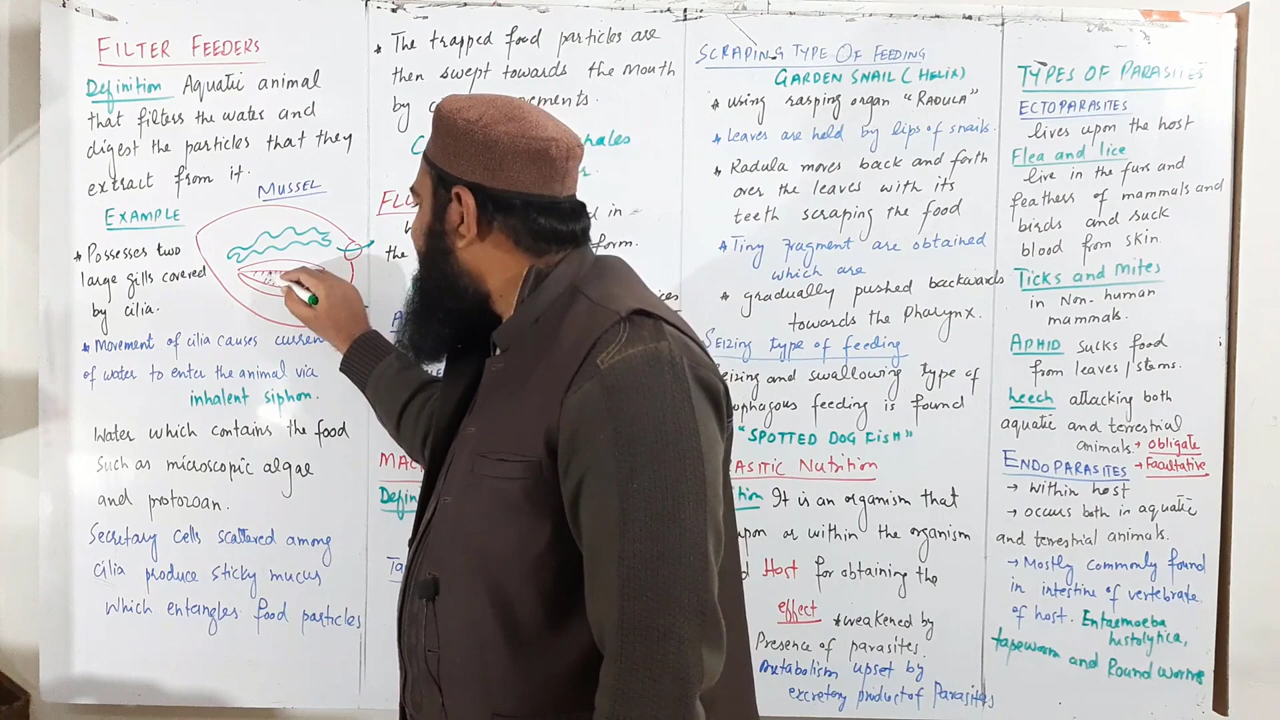 FILTER FEEDERS
Definition Aquatic animal
that filters the water and
digest the particles that they
extract from it.
MUSSEL
EXAMPLE
* Possesses two
large gills covered
by cilia.
* Movement of cilia causes current
of water to enter the animal via
inhalent siphon.
Water which contains the food
Such as microscopic algae
and protozoan.
Secretary cells scattered among
cilia produce sticky mucus
which entangles food particles
* The trapped food particles are
then swept towards the mouth
by
the
form.
SCRAPING TYPE OF FEEDING
GARDEN SNAIL (HELIX)
* using rasping organ "RADULA"
* Leaves are held by lips of snails.
* Radula moves back and forth
over the leaves with its
teeth scraping the food
* Tiny fragment are obtained
which are
* gradually pushed backwards
towards the Pharynx.
SEIZING type of feeding
and swallowing type of
feeding is found
"SPOTTED DOG FISH"
NUTRITION
It is an organism that
or within the organism
Host for obtaining the
effect * weakened by
Presence of parasites.
Metabolism upset by
excretory product of Parasites
TYPES OF PARASITES
ECTOPARASITES
lives upon the host
Flea and lice
live in the furs and
feathers of mammals and
birds and suck
blood from skin.
Ticks and Mites
in Non-human
mammals.
APHID sucks food
from leaves / stems.
Leech attacking both
aquatic and terrestrial
animals. → obligate
→ Facultative
ENDOPARASITES
→ within host
→ occurs both in aquatic
and terrestrial animals.
→ Mostly commonly found
in intestine of vertebrate
of host. Entaemoeba
histolytica,
tapeworm and Round worms